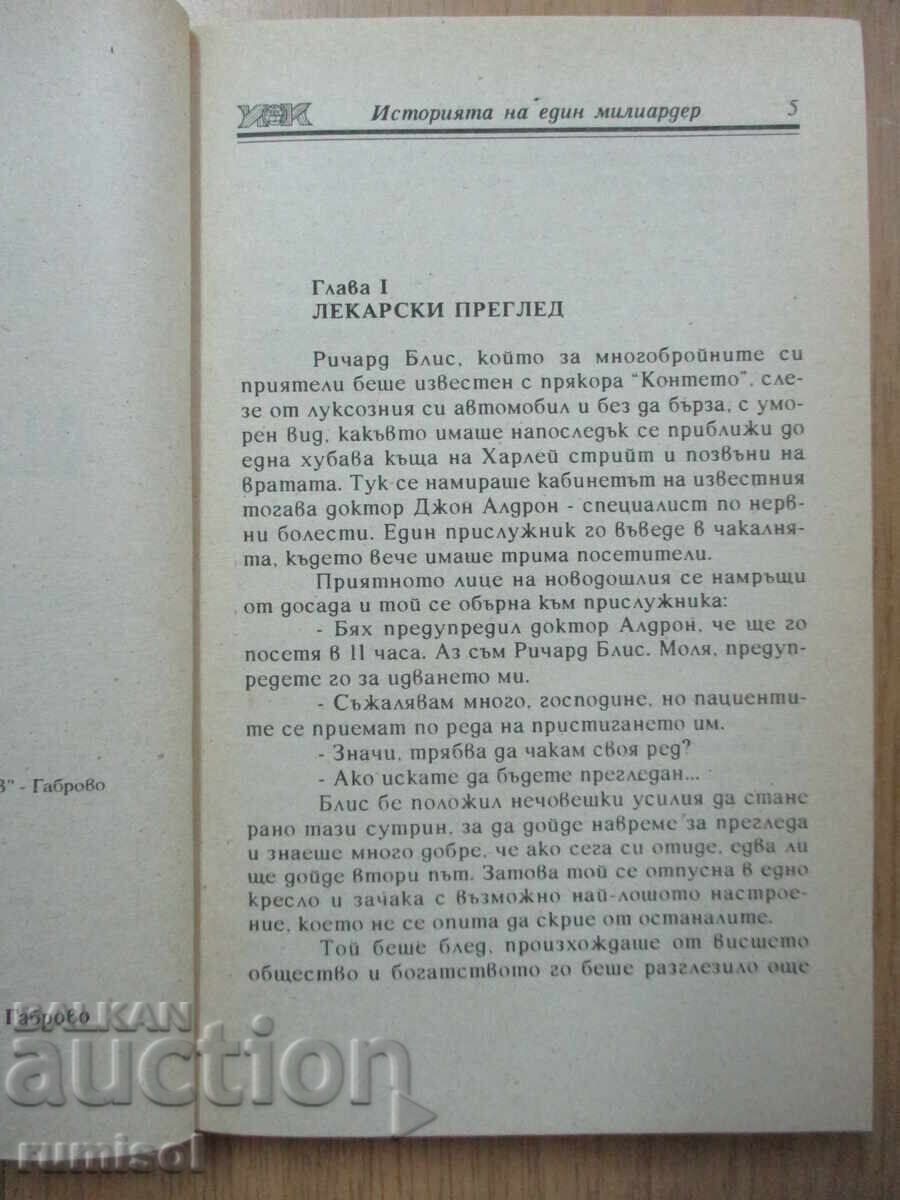 УОК Историята на един милиардер 5
Глава I
ЛЕКАРСКИ ПРЕГЛЕД
Ричард Блис, който за многобройните си
приятели беше известен с прякора "Контето", сле-
зе от луксозния си автомобил и без да бърза, с умо-
рен вид, какъвто имаше напоследък се приближи до
една хубава къща на Харлей стрийт и позвъни на
вратата. Тук се намираше кабинетът на известния
тогава доктор Джон Алдрон - специалист по нерв-
ни болести. Един прислужник го въведе в чакалня-
та, където вече имаше трима посетители.
Приятното лице на новодошлия се намръщи
от досада и той се обърна към прислужника:
- Бях предупредил доктор Алдрон, че ще го
посетя в 11 часа. Аз съм Ричард Блис. Моля, предуп-
редете го за идването ми.
- Съжалявам много, господине, но пациенти-
те се приемат по реда на пристигането им.
- Значи, трябва да чакам своя ред?
- Ако искате да бъдете прегледан...
Блис бе положил нечовешки усилия да стане
рано тази сутрин, за да дойде навреме за прегледа
и знаеше много добре, че ако сега си отиде, едва ли
ще дойде втори път. Затова той се отпусна в едно
кресло и зачака с възможно най-лошото настрое-
ние, което не се опита да скрие от останалите.
Той беше блед, произхождаше от висшето
общество и богатството го беше разглезило още
В" - Габрово
Габрово
BALKAN
auction
rumisol